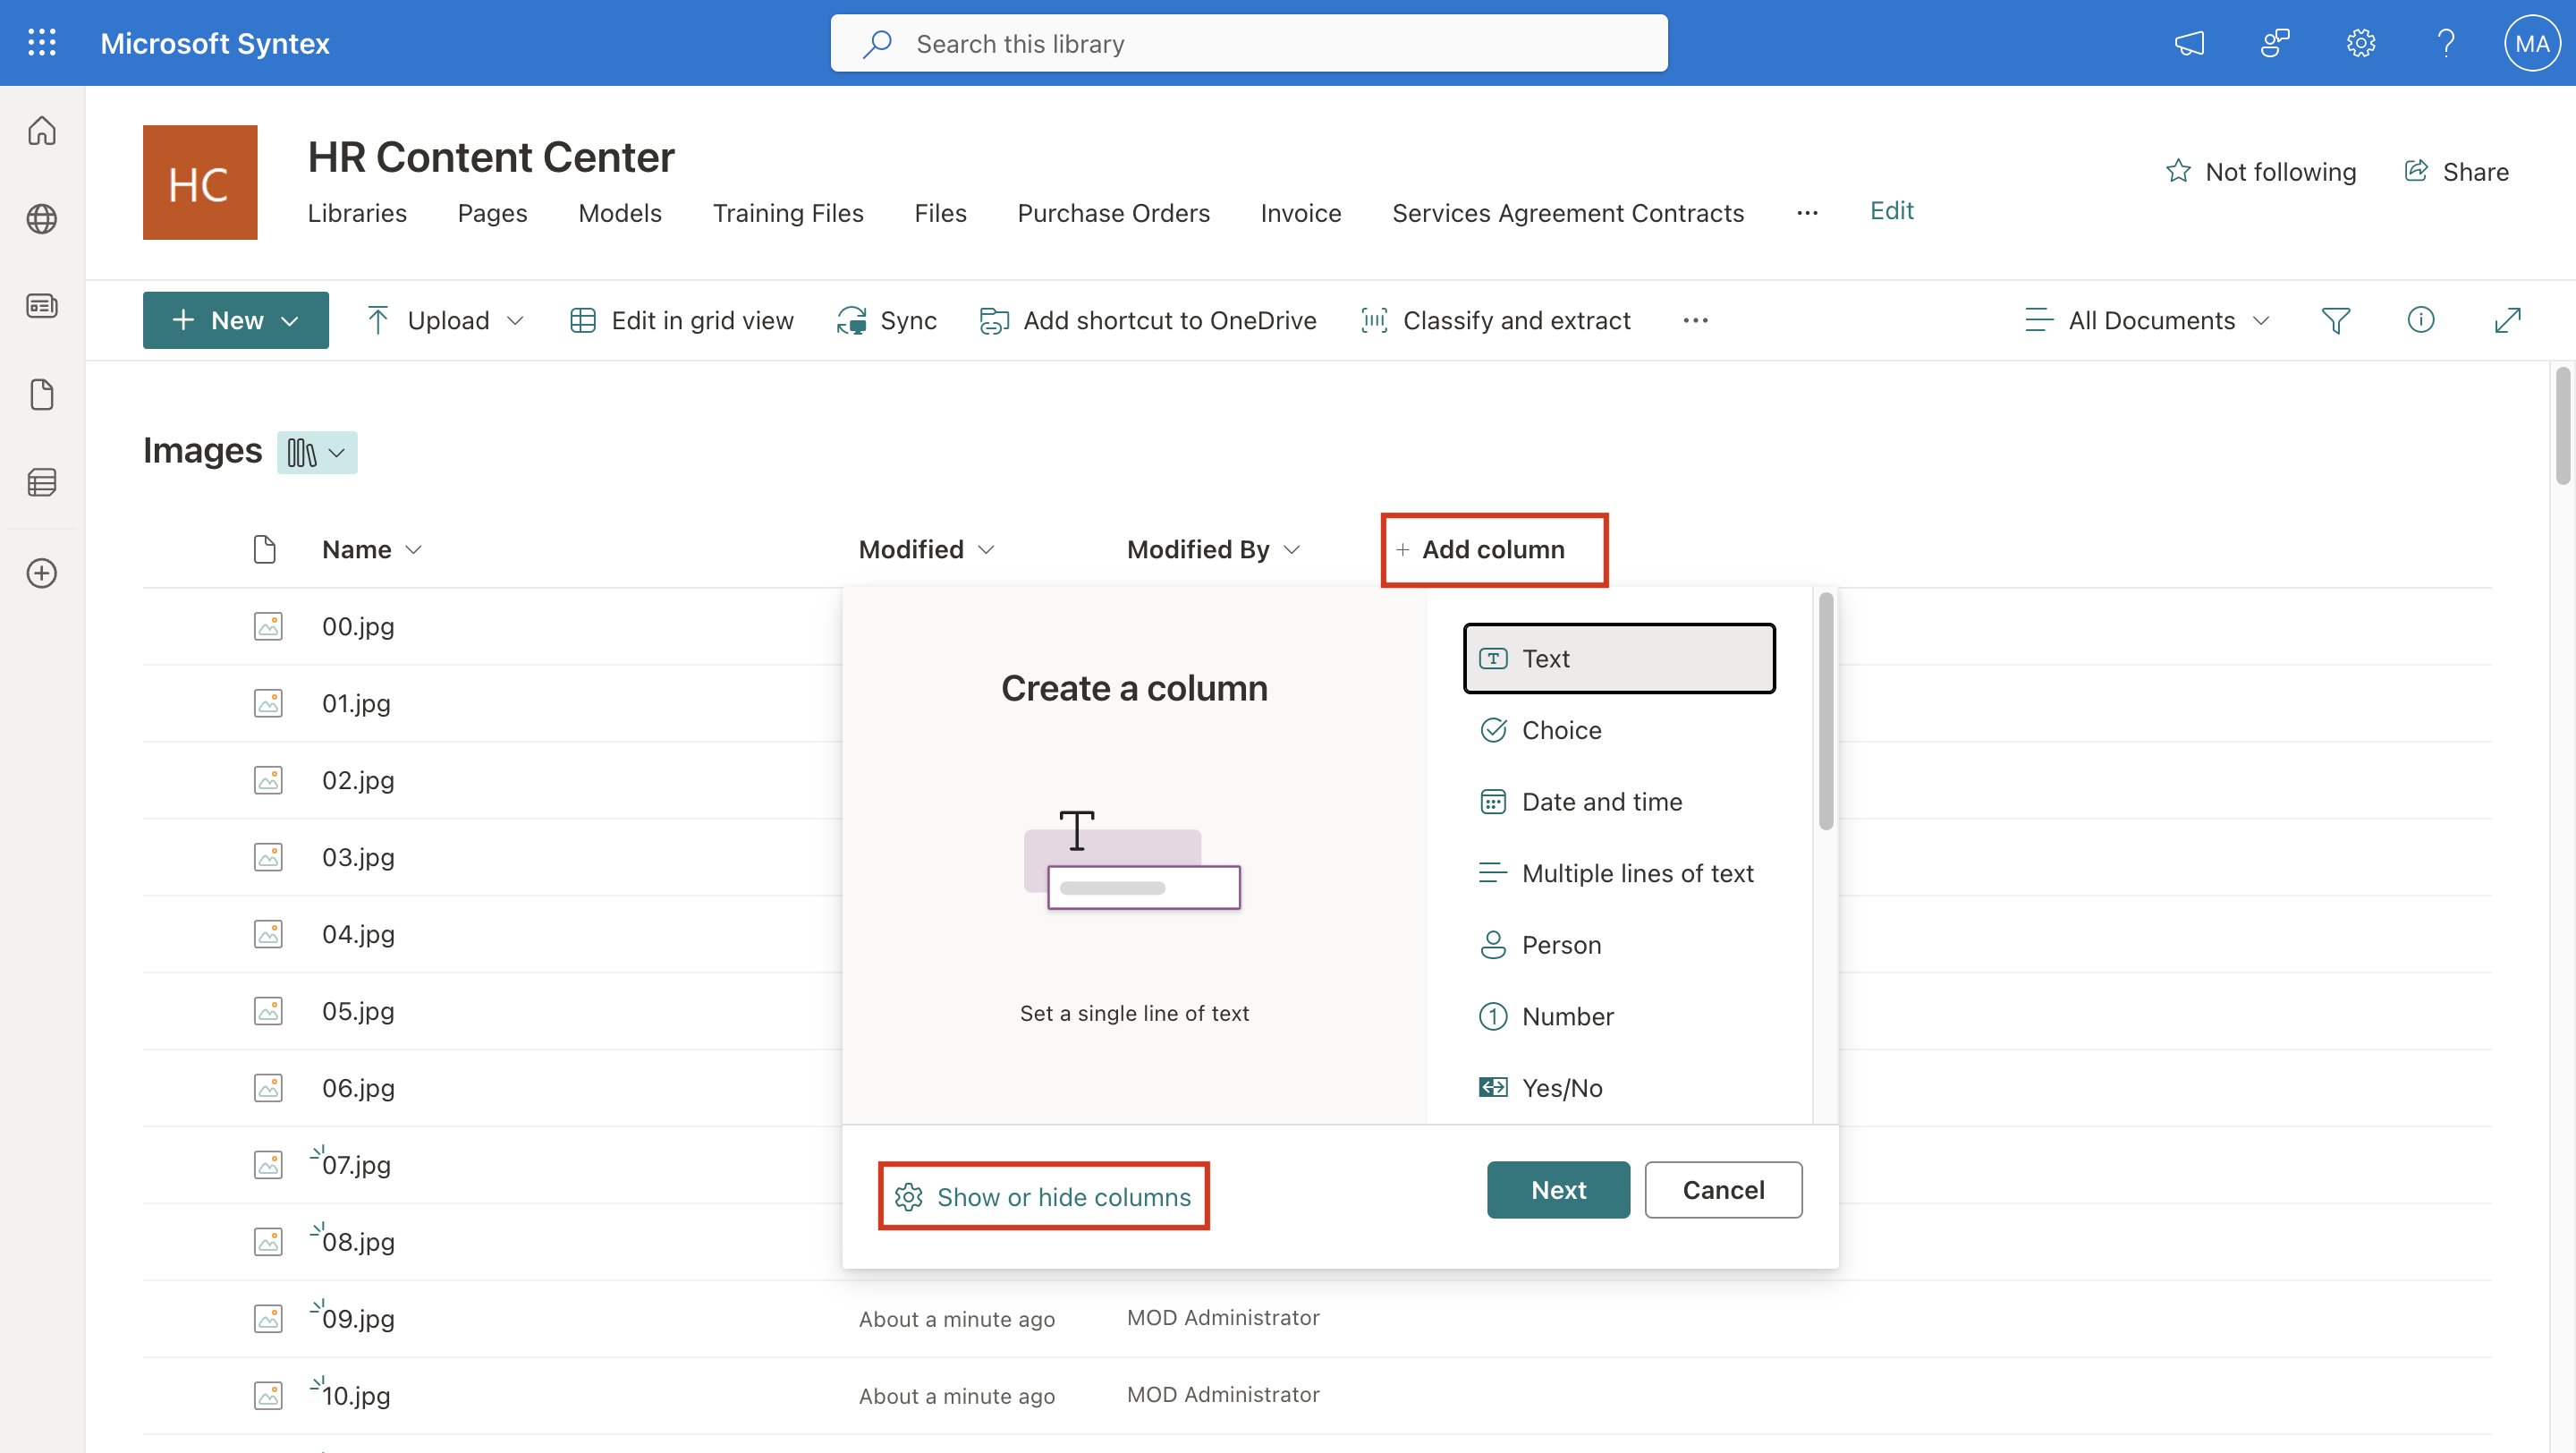 Microsoft Syntex
Search this library
MA
HC
HR Content Center
Not following
Share
Libraries Pages Models Training Files Files Purchase Orders Invoice Services Agreement Contracts ... Edit
+ New Upload Edit in grid view Sync Add shortcut to OneDrive Classify and extract ... All Documents
Images
Name Modified Modified By + Add column
00.jpg
01.jpg
02.jpg
03.jpg
04.jpg
05.jpg
06.jpg
07.jpg
08.jpg
09.jpg About a minute ago MOD Administrator
10.jpg About a minute ago MOD Administrator
Create a column
Set a single line of text
Text
Choice
Date and time
Multiple lines of text
Person
Number
Yes/No
Show or hide columns
Next
Cancel